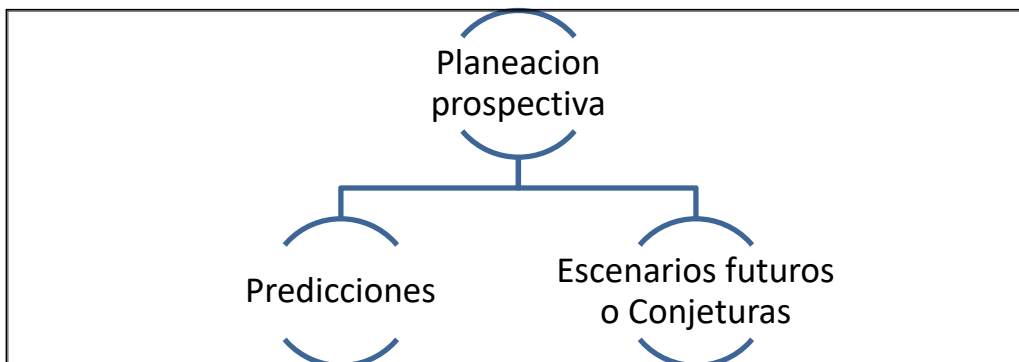 Planeacion
prospectiva
Predicciones
Escenarios futuros
o Conjeturas